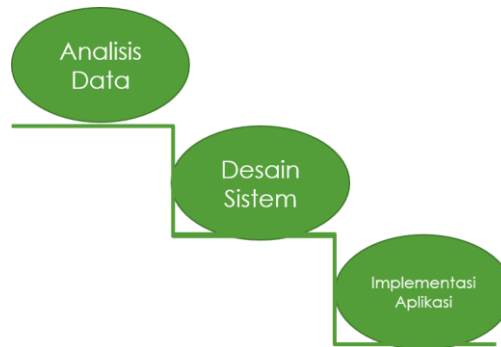 Analisis
Data
Desain
Sistem
Implementasi
Aplikasi